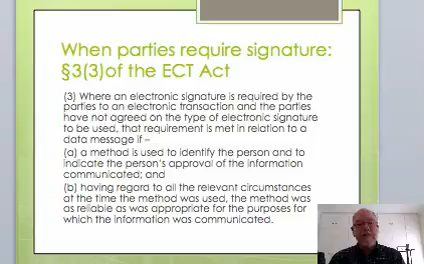 When parties require signature:
§3(3)of the ECT Act
(3) Where an electronic signature is required by the
parties to an electronic transaction and the parties
have not agreed on the type of electronic signature
to be used, that requirement is met in relation to a
data message if –
(a) a method is used to identify the person and to
indicate the person's approval of the information
communicated; and
(b) having regard to all the relevant circumstances
at the time the method was used, the method was
as reliable as was appropriate for the purposes for
which the information was communicated.